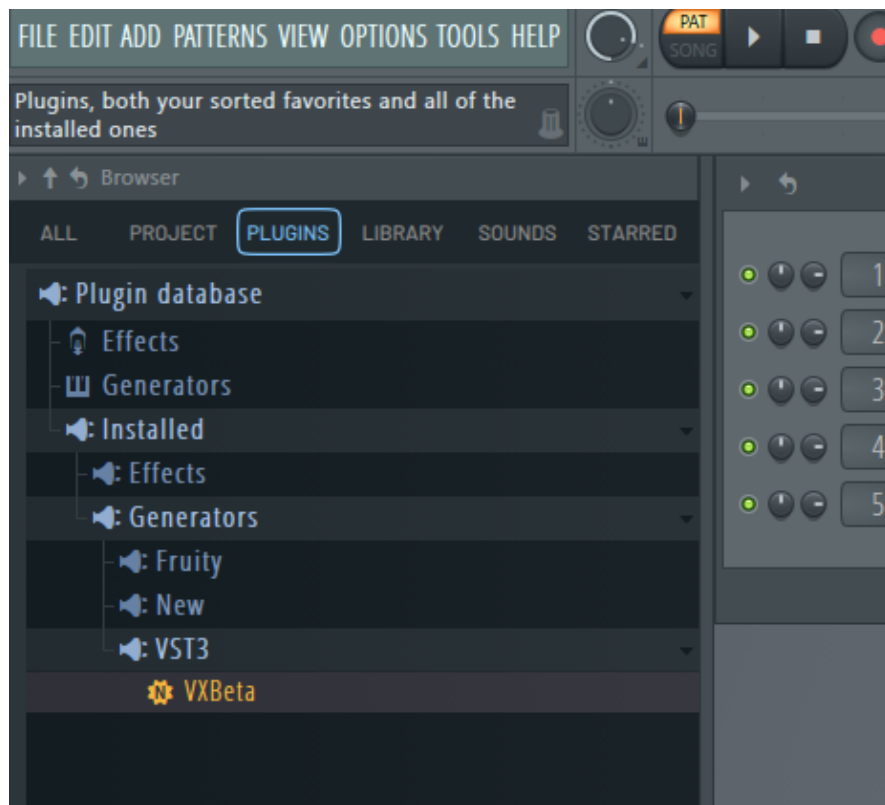 FILE EDIT ADD PATTERNS VIEW OPTIONS TOOLS HELP
PAT
SONG
Plugins, both your sorted favorites and all of the
installed ones
Browser
ALL PROJECT PLUGINS LIBRARY SOUNDS STARRED
Plugin database
Effects
Generators
Installed
Effects
Generators
Fruity
New
VST3
N VXBeta
1
2
3
4
5